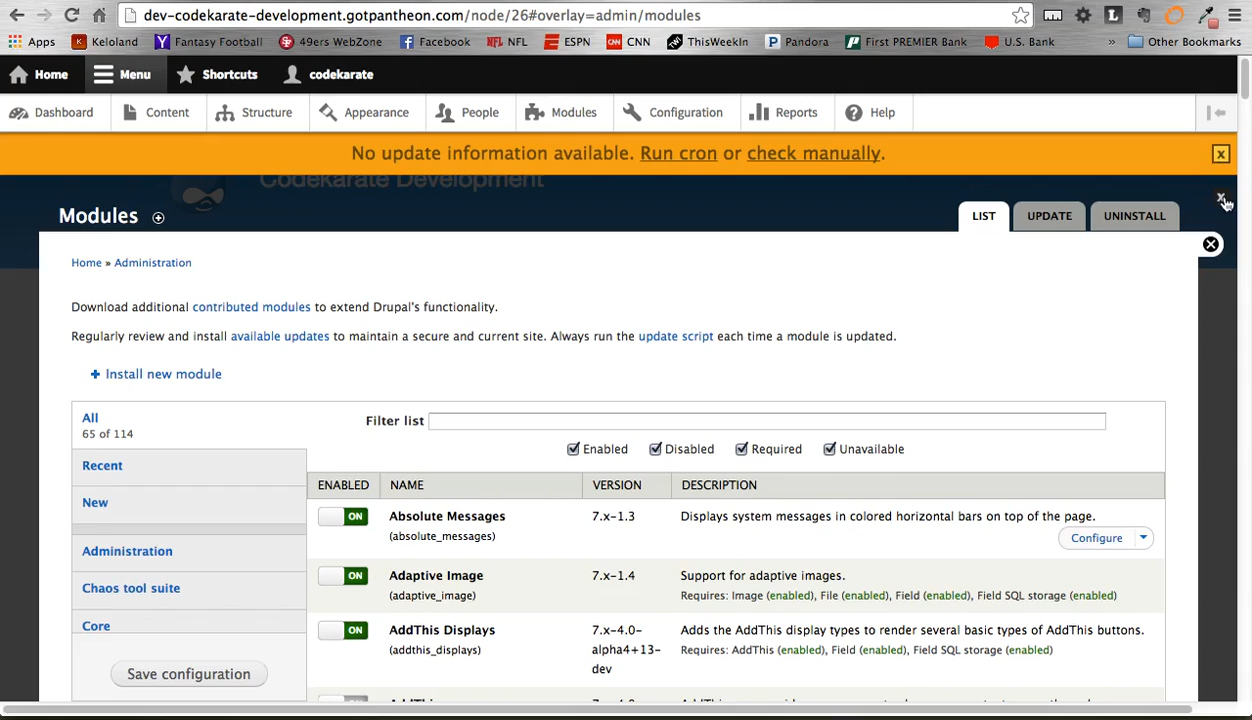 dev-codekarate-development.gotpantheon.com/node/26#overlay=admin/modules
Apps Keloland Fantasy Football 49ers WebZone Facebook NFL ESPN CNN ThisWeekIn Pandora First PREMIER Bank U.S. Bank » Other Bookmarks
Home Menu Shortcuts codekarate
Dashboard Content Structure Appearance People Modules Configuration Reports Help
No update information available. Run cron or check manually. x
Codekarate Development
Modules LIST UPDATE UNINSTALL
Home » Administration
Download additional contributed modules to extend Drupal's functionality.
Regularly review and install available updates to maintain a secure and current site. Always run the update script each time a module is updated.
+ Install new module
All
65 of 114
Recent
New
Administration
Chaos tool suite
Core
Save configuration
Filter list
Enabled Disabled Required Unavailable
ENABLED NAME VERSION DESCRIPTION
ON Absolute Messages 7.x-1.3 Displays system messages in colored horizontal bars on top of the page.
(absolute_messages) Configure
ON Adaptive Image 7.x-1.4 Support for adaptive images.
(adaptive_image) Requires: Image (enabled), File (enabled), Field (enabled), Field SQL storage (enabled)
ON AddThis Displays 7.x-4.0- Adds the AddThis display types to render several basic types of AddThis buttons.
(addthis_displays) alpha4+13- Requires: AddThis (enabled), Field (enabled), Field SQL storage (enabled)
dev